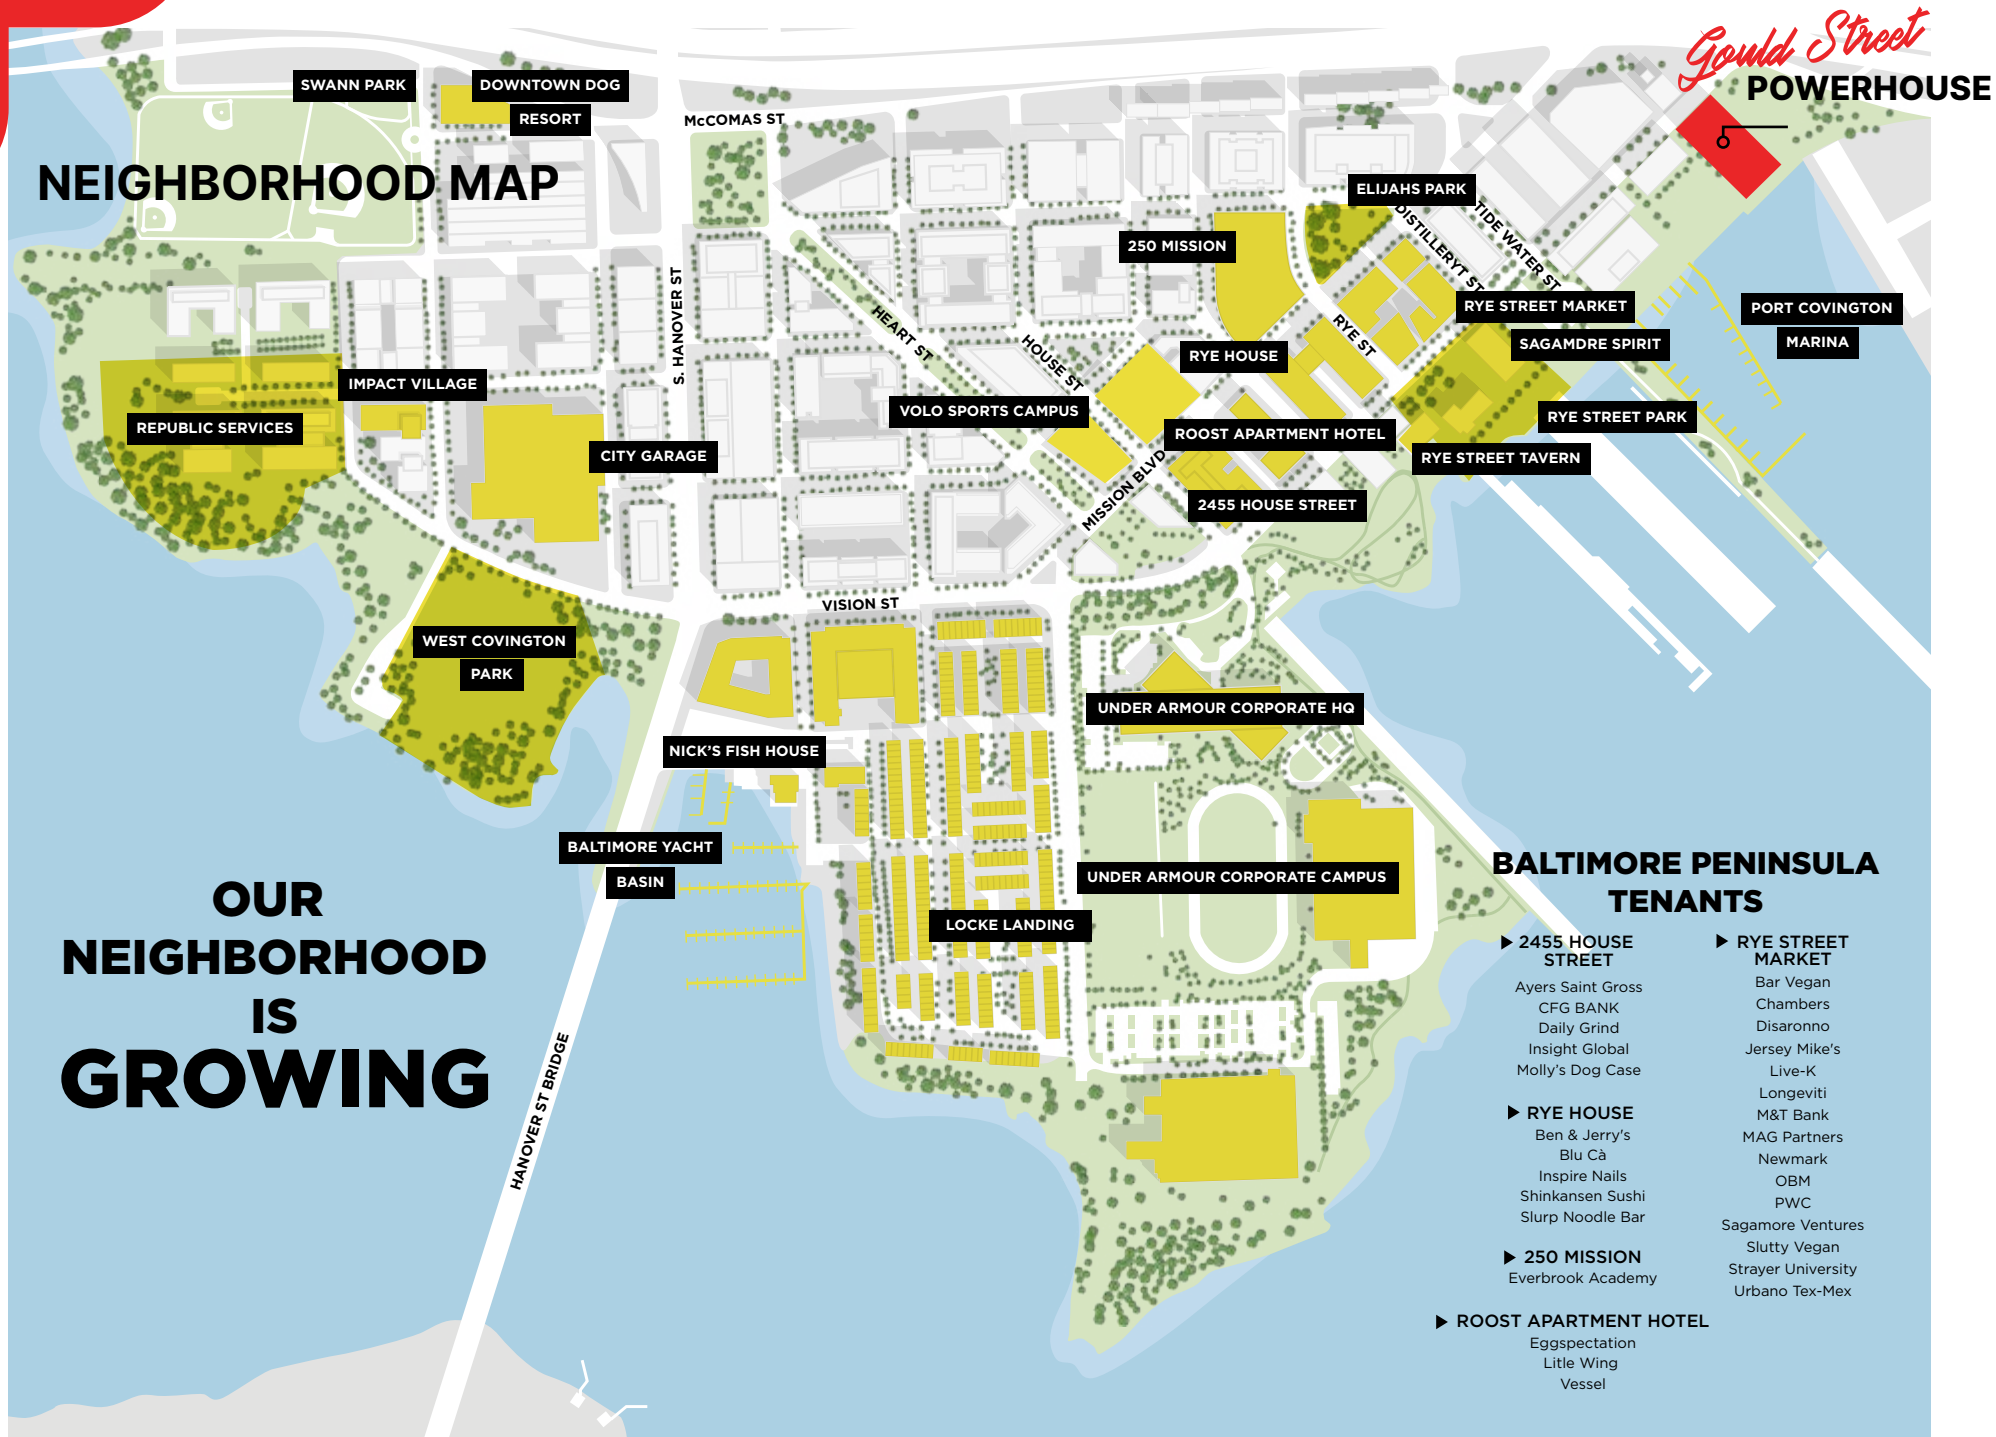 Gould Street
POWERHOUSE
NEIGHBORHOOD MAP
SWANN PARK
DOWNTOWN DOG
RESORT
McCOMAS ST
ELIJAHS PARK
DISTILLERYT ST
TIDE WATER ST
250 MISSION
S. HANOVER ST
HEART ST
HOUSE ST
RYE ST
RYE STREET MARKET
PORT COVINGTON
MARINA
SAGAMDRE SPIRIT
RYE HOUSE
IMPACT VILLAGE
VOLO SPORTS CAMPUS
RYE STREET PARK
REPUBLIC SERVICES
ROOST APARTMENT HOTEL
CITY GARAGE
RYE STREET TAVERN
MISSION BLVD
2455 HOUSE STREET
VISION ST
WEST COVINGTON
PARK
UNDER ARMOUR CORPORATE HQ
NICK'S FISH HOUSE
BALTIMORE YACHT
BASIN
UNDER ARMOUR CORPORATE CAMPUS
LOCKE LANDING
HANOVER ST BRIDGE
OUR
NEIGHBORHOOD
IS
GROWING
BALTIMORE PENINSULA
TENANTS
2455 HOUSE
STREET
Ayers Saint Gross
CFG BANK
Daily Grind
Insight Global
Molly's Dog Case
RYE HOUSE
Ben & Jerry's
Blu Cà
Inspire Nails
Shinkansen Sushi
Slurp Noodle Bar
250 MISSION
Everbrook Academy
ROOST APARTMENT HOTEL
Eggspectation
Litle Wing
Vessel
RYE STREET
MARKET
Bar Vegan
Chambers
Disaronno
Jersey Mike's
Live-K
Longeviti
M&T Bank
MAG Partners
Newmark
OBM
PWC
Sagamore Ventures
Slutty Vegan
Strayer University
Urbano Tex-Mex